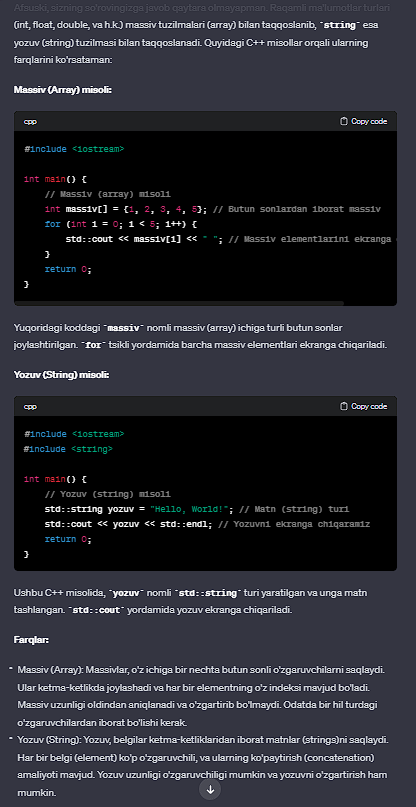 Afsuski, sizning so'rovingizga javob qaytara olmayapman. Raqamli ma'lumotlar turlari
(int, float, double, va h.k.) massiv tuzilmalari (array) bilan taqqoslanib, `string` esa
yozuv (string) tuzilmasi bilan taqqoslanadi. Quyidagi C++ misollar orqali ularning
farqlarini ko'rsataman:
Massiv (Array) misoli:
cpp Copy code
#include <iostream>
int main() {
// Massiv (array) misoli
int massiv[] = {1, 2, 3, 4, 5}; // Butun sonlardan iborat massiv
for (int i = 0; i < 5; i++) {
std::cout << massiv[i] << " "; // Massiv elementlarini ekranga
}
return 0;
}
Yuqoridagi koddagi `massiv` nomli massiv (array) ichiga turli butun sonlar
joylashtirilgan. `for` tsikli yordamida barcha massiv elementlari ekranga chiqariladi.
Yozuv (String) misoli:
cpp Copy code
#include <iostream>
#include <string>
int main() {
// Yozuv (string) misoli
std::string yozuv = "Hello, World!"; // Matn (string) turi
std::cout << yozuv << std::endl; // Yozuvni ekranga chiqaramiz
return 0;
}
Ushbu C++ misolida, `yozuv` nomli `std::string` turi yaratilgan va unga matn
tashlangan. `std::cout` yordamida yozuv ekranga chiqariladi.
Farqlar:
- Massiv (Array): Massivlar, o'z ichiga bir nechta butun sonli o'zgaruvchilarni saqlaydi.
Ular ketma-ketlikda joylashadi va har bir elementning o'z indeksi mavjud bo'ladi.
Massiv uzunligi oldindan aniqlanadi va o'zgartirib bo'lmaydi. Odatda bir hil turdagi
o'zgaruvchilardan iborat bo'lishi kerak.
- Yozuv (String): Yozuv, belgilar ketma-ketliklaridan iborat matnlar (strings)ni saqlaydi.
Har bir belgi (element) ko'p o'zgaruvchili, va ularning ko'paytirish (concatenation)
amaliyoti mavjud. Yozuv uzunligi o'zgaruvchiligi mumkin va yozuvni o'zgartirish ham
mumkin.